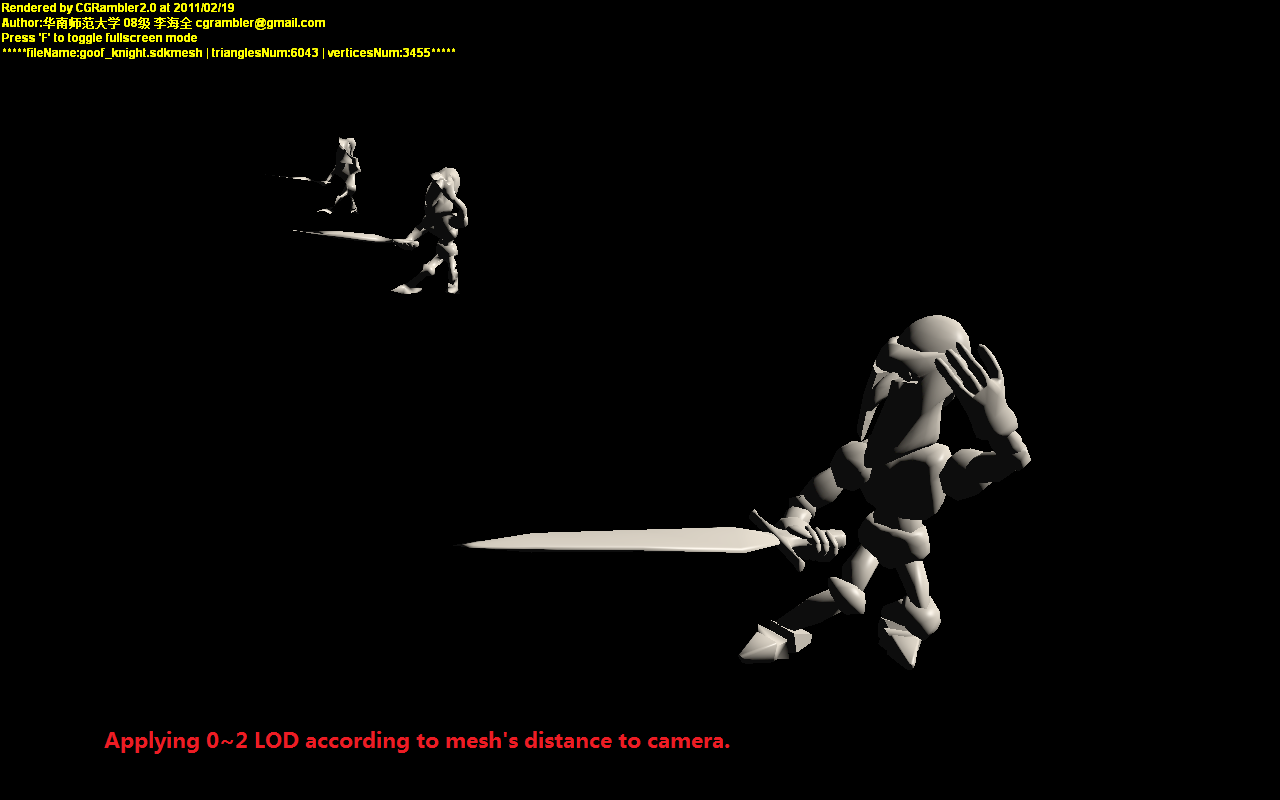 Rendered by CGRambler2.0 at 2011/02/19
Author:华南师范大学 08级 李海全 cgrambler@gmail.com
Press 'F' to toggle fullscreen mode
*****fileName:goof_knight.sdkmesh | trianglesNum:6043 | verticesNum:3455*****
Applying 0~2 LOD according to mesh's distance to camera.